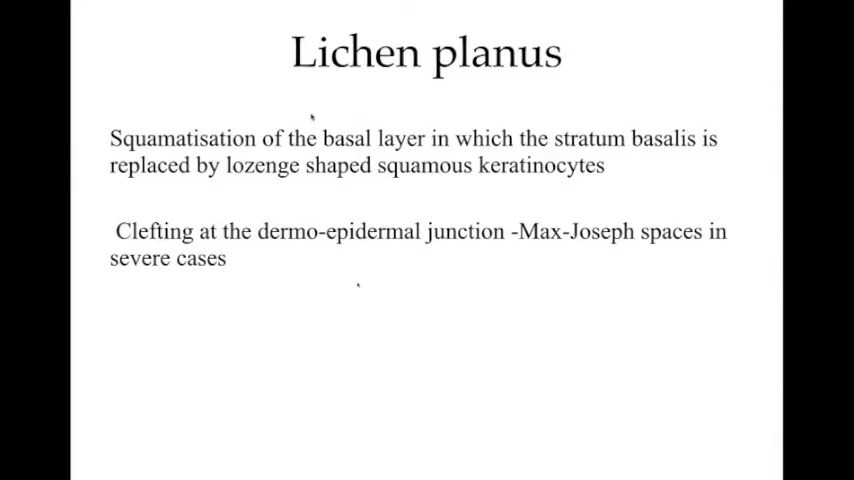 Lichen planus
Squamatisation of the basal layer in which the stratum basalis is
replaced by lozenge shaped squamous keratinocytes
Clefting at the dermo-epidermal junction -Max-Joseph spaces in
severe cases